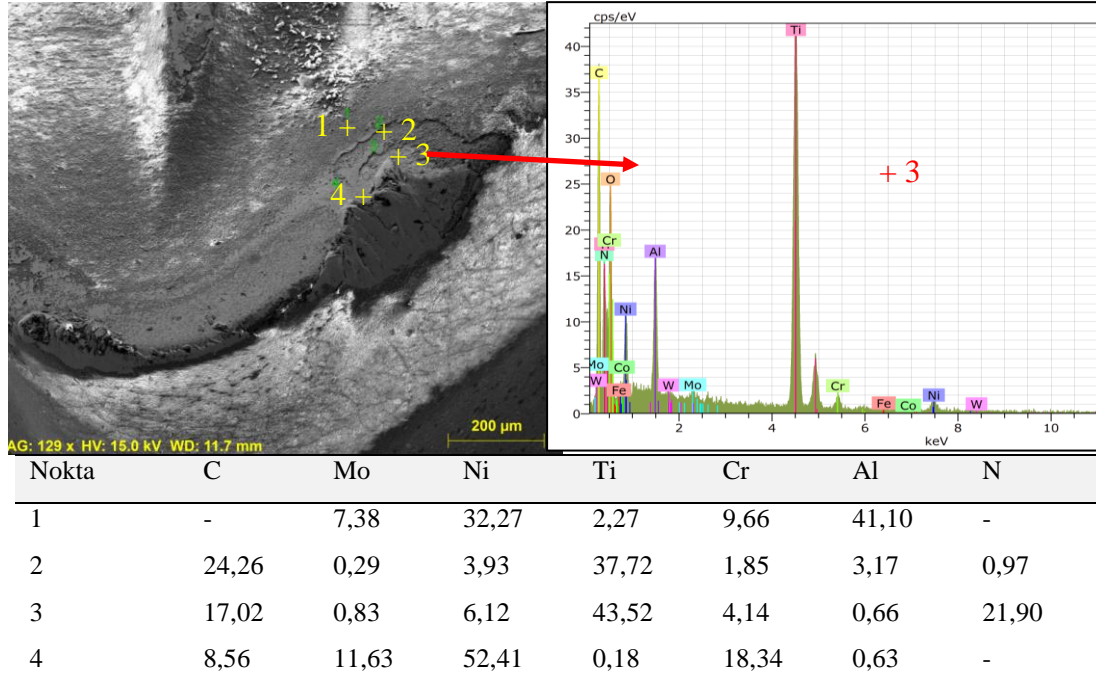 1 +
+ 2
+ 3
4 +
AG: 129 x HV: 15.0 kV WD: 11.7 mm
200 µm
cps/eV
40
35
30
25
20
15
10
5
0
2
4
6
8
10
keV
C
O
Cr
N
Ni
Mo
Co
W
Fe
Al
W
Mo
Ti
Cr
Fe
Co
Ni
W
+ 3
Nokta C Mo Ni Ti Cr Al N
1 - 7,38 32,27 2,27 9,66 41,10 -
2 24,26 0,29 3,93 37,72 1,85 3,17 0,97
3 17,02 0,83 6,12 43,52 4,14 0,66 21,90
4 8,56 11,63 52,41 0,18 18,34 0,63 -